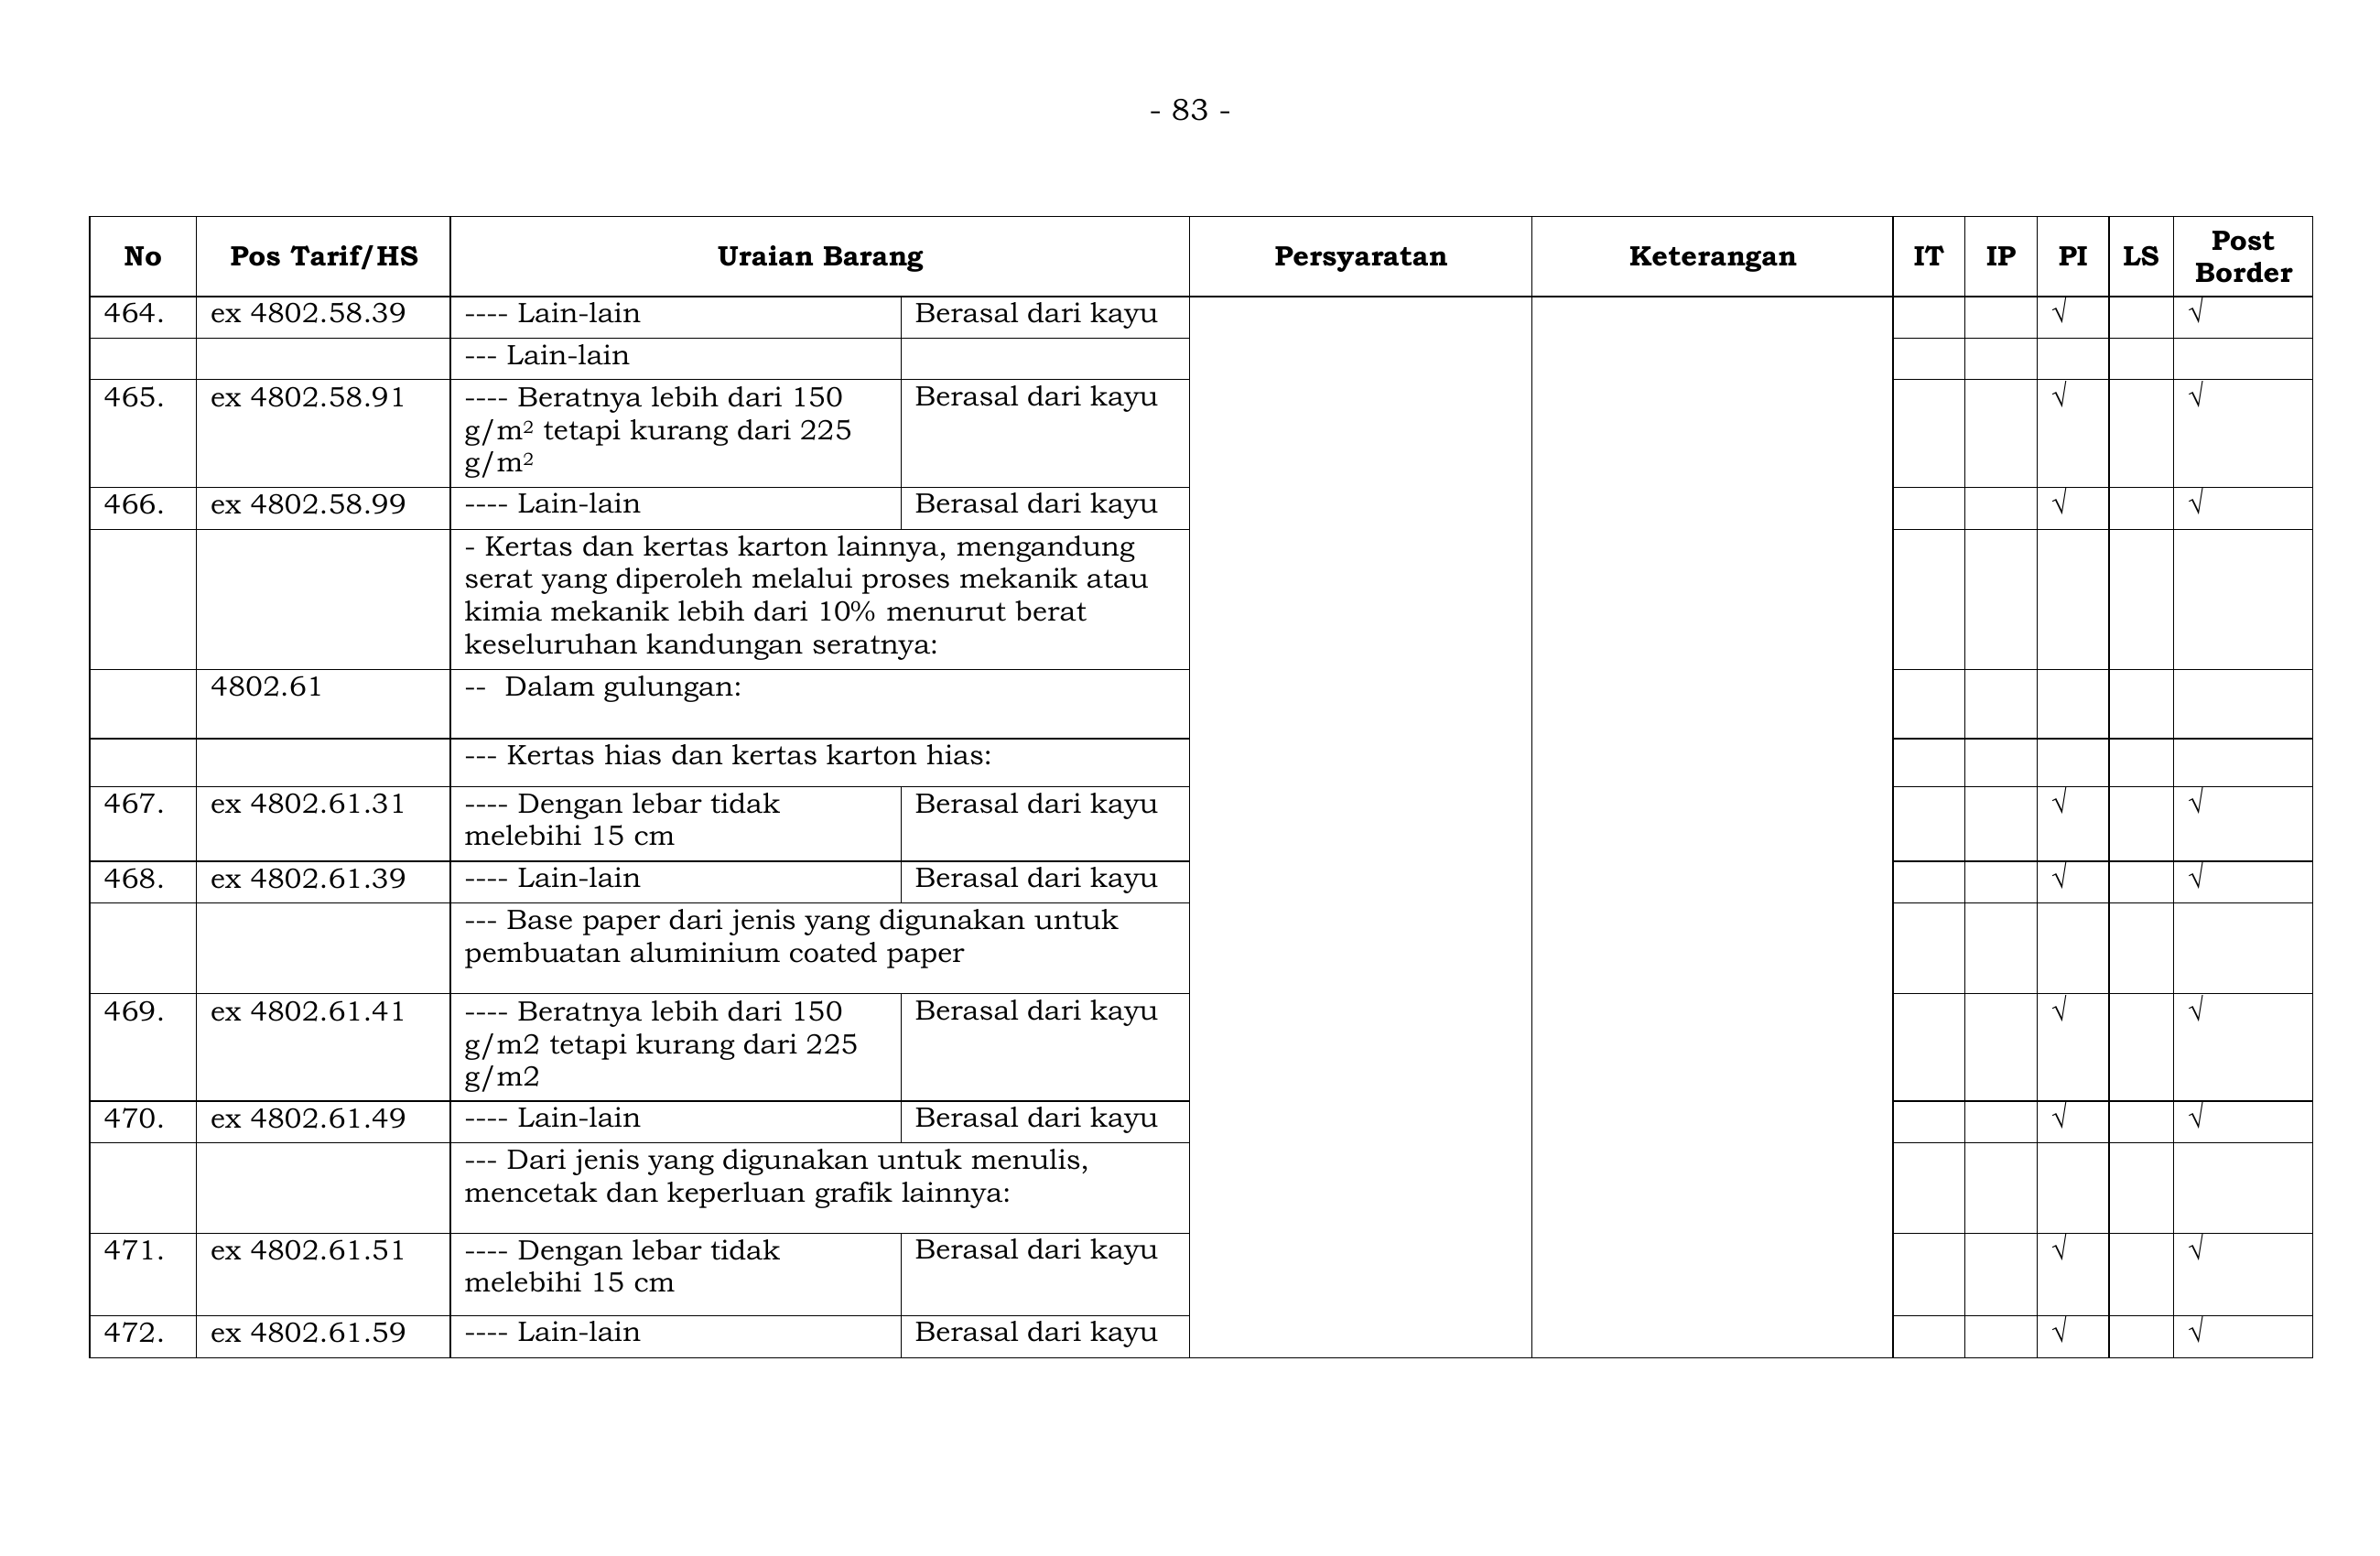 - 83 -
No Pos Tarif/HS Uraian Barang Persyaratan Keterangan IT IP PI LS Post Border
464. ex 4802.58.39 ---- Lain-lain Berasal dari kayu √ √
--- Lain-lain
465. ex 4802.58.91 ---- Beratnya lebih dari 150 Berasal dari kayu √ √
g/m² tetapi kurang dari 225
g/m²
466. ex 4802.58.99 ---- Lain-lain Berasal dari kayu √ √
- Kertas dan kertas karton lainnya, mengandung
serat yang diperoleh melalui proses mekanik atau
kimia mekanik lebih dari 10% menurut berat
keseluruhan kandungan seratnya:
4802.61 -- Dalam gulungan:
--- Kertas hias dan kertas karton hias:
467. ex 4802.61.31 ---- Dengan lebar tidak Berasal dari kayu √ √
melebihi 15 cm
468. ex 4802.61.39 ---- Lain-lain Berasal dari kayu √ √
--- Base paper dari jenis yang digunakan untuk
pembuatan aluminium coated paper
469. ex 4802.61.41 ---- Beratnya lebih dari 150 Berasal dari kayu √ √
g/m2 tetapi kurang dari 225
g/m2
470. ex 4802.61.49 ---- Lain-lain Berasal dari kayu √ √
--- Dari jenis yang digunakan untuk menulis,
mencetak dan keperluan grafik lainnya:
471. ex 4802.61.51 ---- Dengan lebar tidak Berasal dari kayu √ √
melebihi 15 cm
472. ex 4802.61.59 ---- Lain-lain Berasal dari kayu √ √